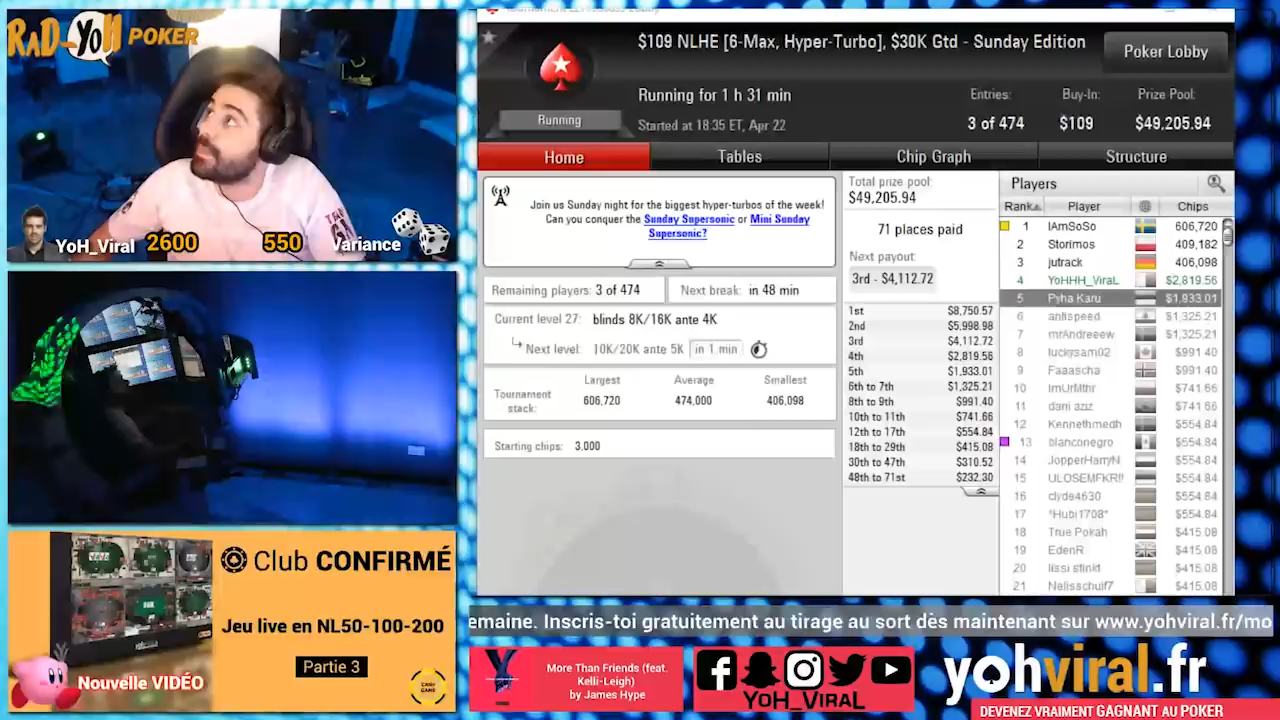 RAD-YOH POKER
YoH_Viral 2600 550 Variance
Club CONFIRMÉ
Jeu live en NL50-100-200
Partie 3
Nouvelle VIDÉO
CASH GAME
$109 NLHE [6-Max, Hyper-Turbo], $30K Gtd - Sunday Edition
Poker Lobby
Running for 1 h 31 min
Entries: Buy-In: Prize Pool:
Running
Started at 18:35 ET, Apr 22
3 of 474 $109 $49,205.94
Home Tables Chip Graph Structure
Join us Sunday night for the biggest hyper-turbos of the week!
Can you conquer the Sunday Supersonic or Mini Sunday
Supersonic?
Remaining players: 3 of 474 Next break: in 48 min
Current level 27: blinds 8K/16K ante 4K
Next level: 10K/20K ante 5K in 1 min
Largest Average Smallest
Tournament
stack: 606,720 474,000 406,098
Starting chips: 3,000
Total prize pool:
$49,205.94
71 places paid
Next payout:
3rd - $4,112.72
1st $8,750.57
2nd $5,998.98
3rd $4,112.72
4th $2,819.56
5th $1,933.01
6th to 7th $1,325.21
8th to 9th $991.40
10th to 11th $741.66
12th to 17th $554.84
18th to 29th $415.08
30th to 47th $310.52
48th to 71st $232.30
Players
Rank Player Chips
1 IAmSoSo 606,720
2 Storimos 409,182
3 jutrack 406,098
4 YoHHH_ViraL $2,819.56
5 Pyha Karu $1,933.01
6 antispeed $1,325.21
7 mrAndreeew $1,325.21
8 luckysam02 $991.40
9 Faaascha $991.40
10 ImUrMthr $741.66
11 dani aziz $741.66
12 Kennethmedh $554.84
13 blanconegro $554.84
14 JopperHarryN $554.84
15 ULOSEMFKR!! $554.84
16 clyde4630 $554.84
17 "Hubi1708" $554.84
18 True Pokah $415.08
19 EdenR $415.08
20 lissi stinkt $415.08
21 Nelisschuif7 $415.08
emaine. Inscris-toi gratuitement au tirage au sort dès maintenant sur www.yohviral.fr/mo
More Than Friends (feat.
Kelli-Leigh)
by James Hype
YoH_ViraL
yohviral.fr
DEVENEZ VRAIMENT GAGNANT AU POKER